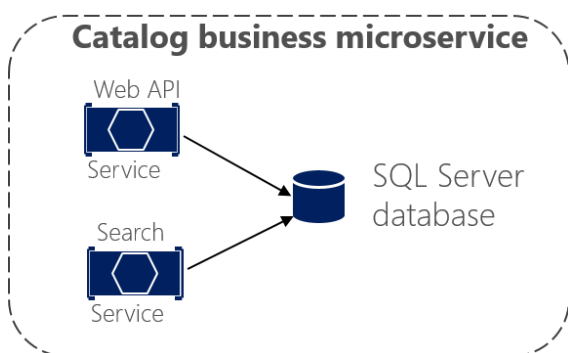 Catalog business microservice
Web API
Service
SQL Server
database
Search
Service